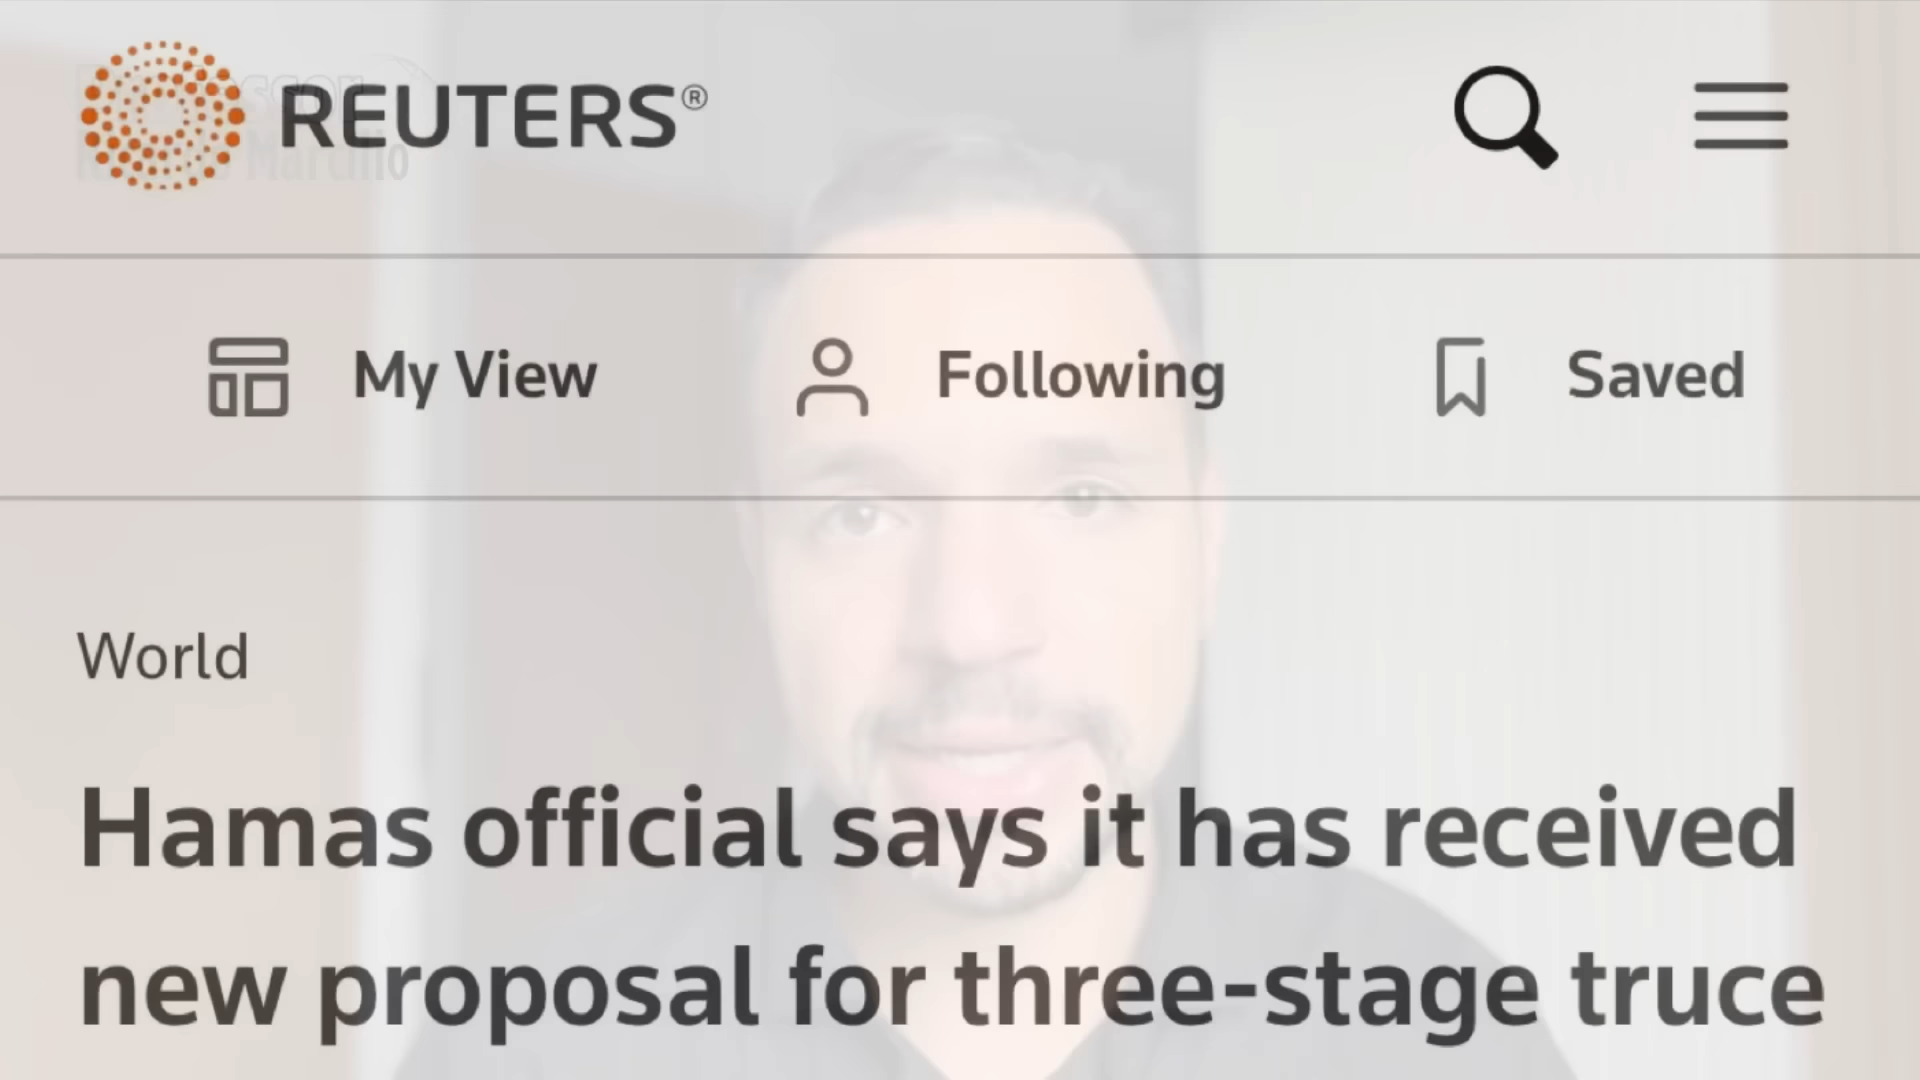 REUTERS®
My View
Following
Saved
World
Hamas official says it has received
new proposal for three-stage truce